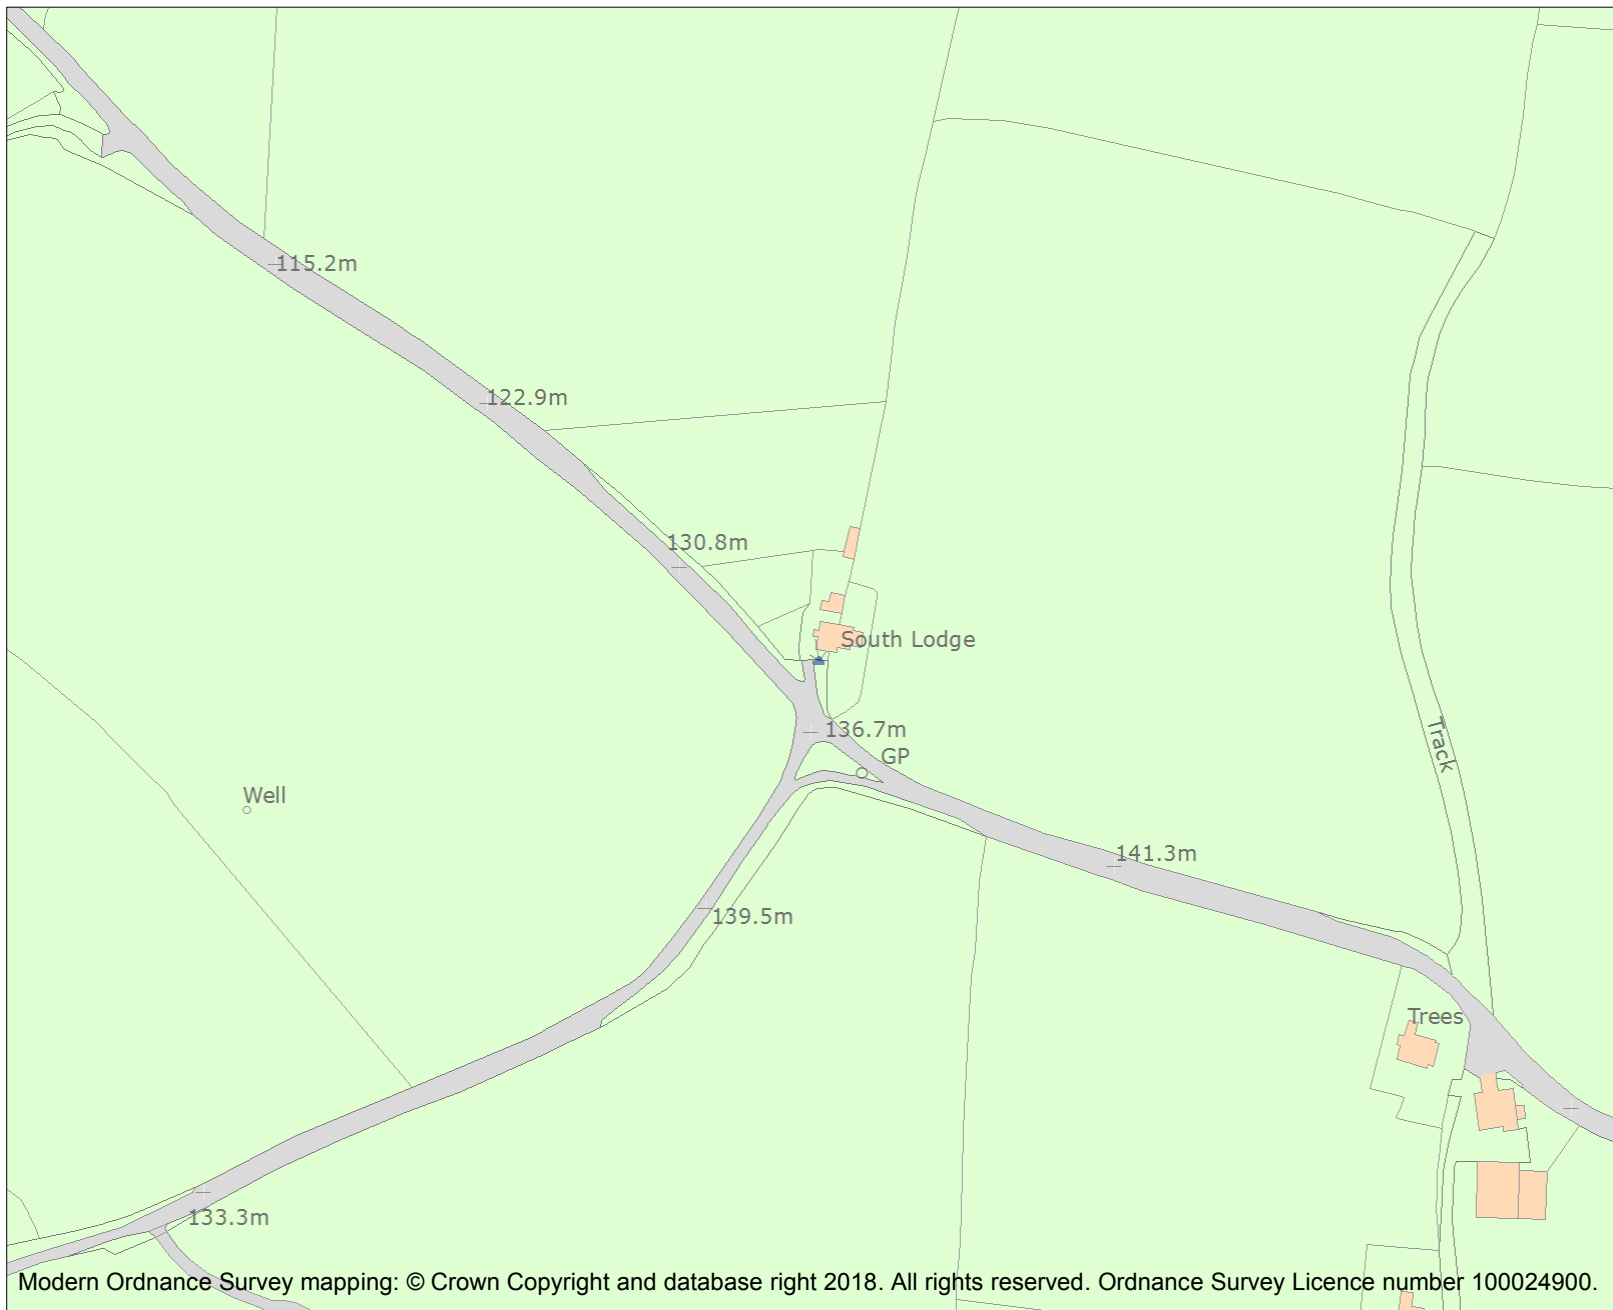 115.2m
122.9m
130.8m
South Lodge
136.7m
GP
Track
Well
141.3m
139.5m
Trees
133.3m
Modern Ordnance Survey mapping: © Crown Copyright and database right 2018. All rights reserved. Ordnance Survey Licence number 100024900.